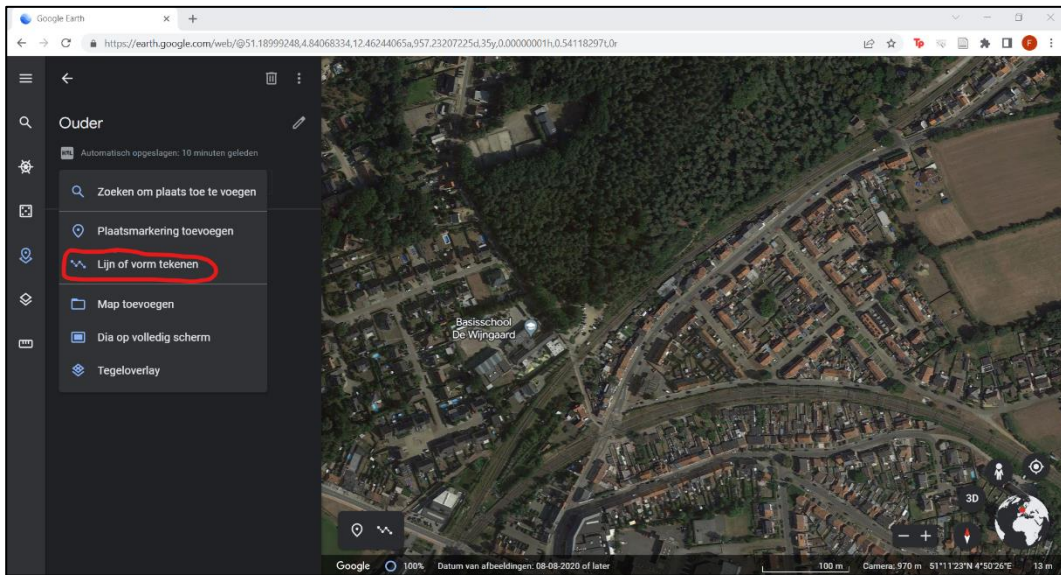 Google Earth
https://earth.google.com/web/@51.18999248,4.84068334,12.46244065a,957.23207225d,35y,0.00000001h,0.54118297t,0r
Tp
F
Ouder
KML
Automatisch opgeslagen: 10 minuten geleden
Zoeken om plaats toe te voegen
Plaatsmarkering toevoegen
Lijn of vorm tekenen
Map toevoegen
Dia op volledig scherm
Tegeloverlay
Basisschool
De Wijngaard
3D
Google 100% Datum van afbeeldingen: 08-08-2020 of later 100 m Camera: 970 m 51°11'23"N 4°50'26"E 13 m